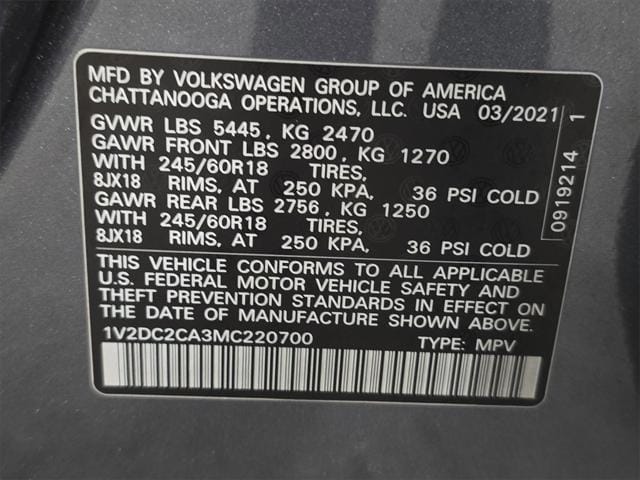 MFD BY VOLKSWAGEN GROUP OF AMERICA
CHATTANOOGA OPERATIONS, LLC. USA 03/2021
GVWR LBS 5445, KG 2470
GAWR FRONT LBS 2800, KG 1270
WITH 245/60R18 TIRES,
8JX18 RIMS, AT 250 KPA, 36 PSI COLD
GAWR REAR LBS 2756, KG 1250
WITH 245/60R18 TIRES,
8JX18 RIMS, AT 250 KPA, 36 PSI COLD
THIS VEHICLE CONFORMS TO ALL APPLICABLE
U.S. FEDERAL MOTOR VEHICLE SAFETY AND
THEFT PREVENTION STANDARDS IN EFFECT ON
THE DATE OF MANUFACTURE SHOWN ABOVE.
1V2DC2CA3MC220700 TYPE: MPV
0919214 1